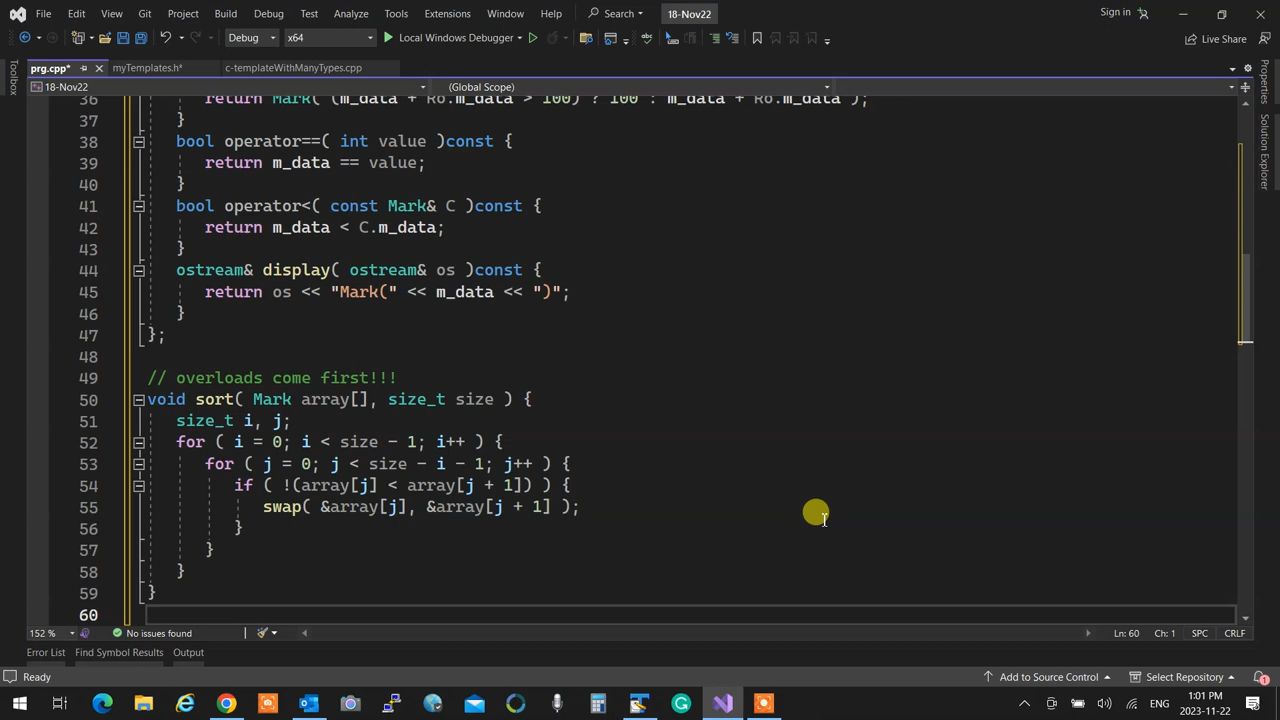 File Edit View Git Project Build Debug Test Analyze Tools Extensions Window Help Search 18-Nov22 Sign in
Debug x64 Local Windows Debugger Live Share
prg.cpp* myTemplates.h* c-templateWithManyTypes.cpp
18-Nov22 (Global Scope)
Toolbox
Properties
Solution Explorer
36 return Mark( (m_data + Ro.m_data > 100) ? 100 : m_data + Ro.m_data );
37 }
38 bool operator==( int value )const {
39 return m_data == value;
40 }
41 bool operator<( const Mark& C )const {
42 return m_data < C.m_data;
43 }
44 ostream& display( ostream& os )const {
45 return os << "Mark(" << m_data << ")";
46 }
47 };
48
49 // overloads come first!!!
50 void sort( Mark array[], size_t size ) {
51 size_t i, j;
52 for ( i = 0; i < size - 1; i++ ) {
53 for ( j = 0; j < size - i - 1; j++ ) {
54 if ( !(array[j] < array[j + 1]) ) {
55 swap( &array[j], &array[j + 1] );
56 }
57 }
58 }
59 }
60
152 % No issues found Ln: 60 Ch: 1 SPC CRLF
Error List Find Symbol Results Output
Ready Add to Source Control Select Repository 1
ENG 1:01 PM
2023-11-22 1